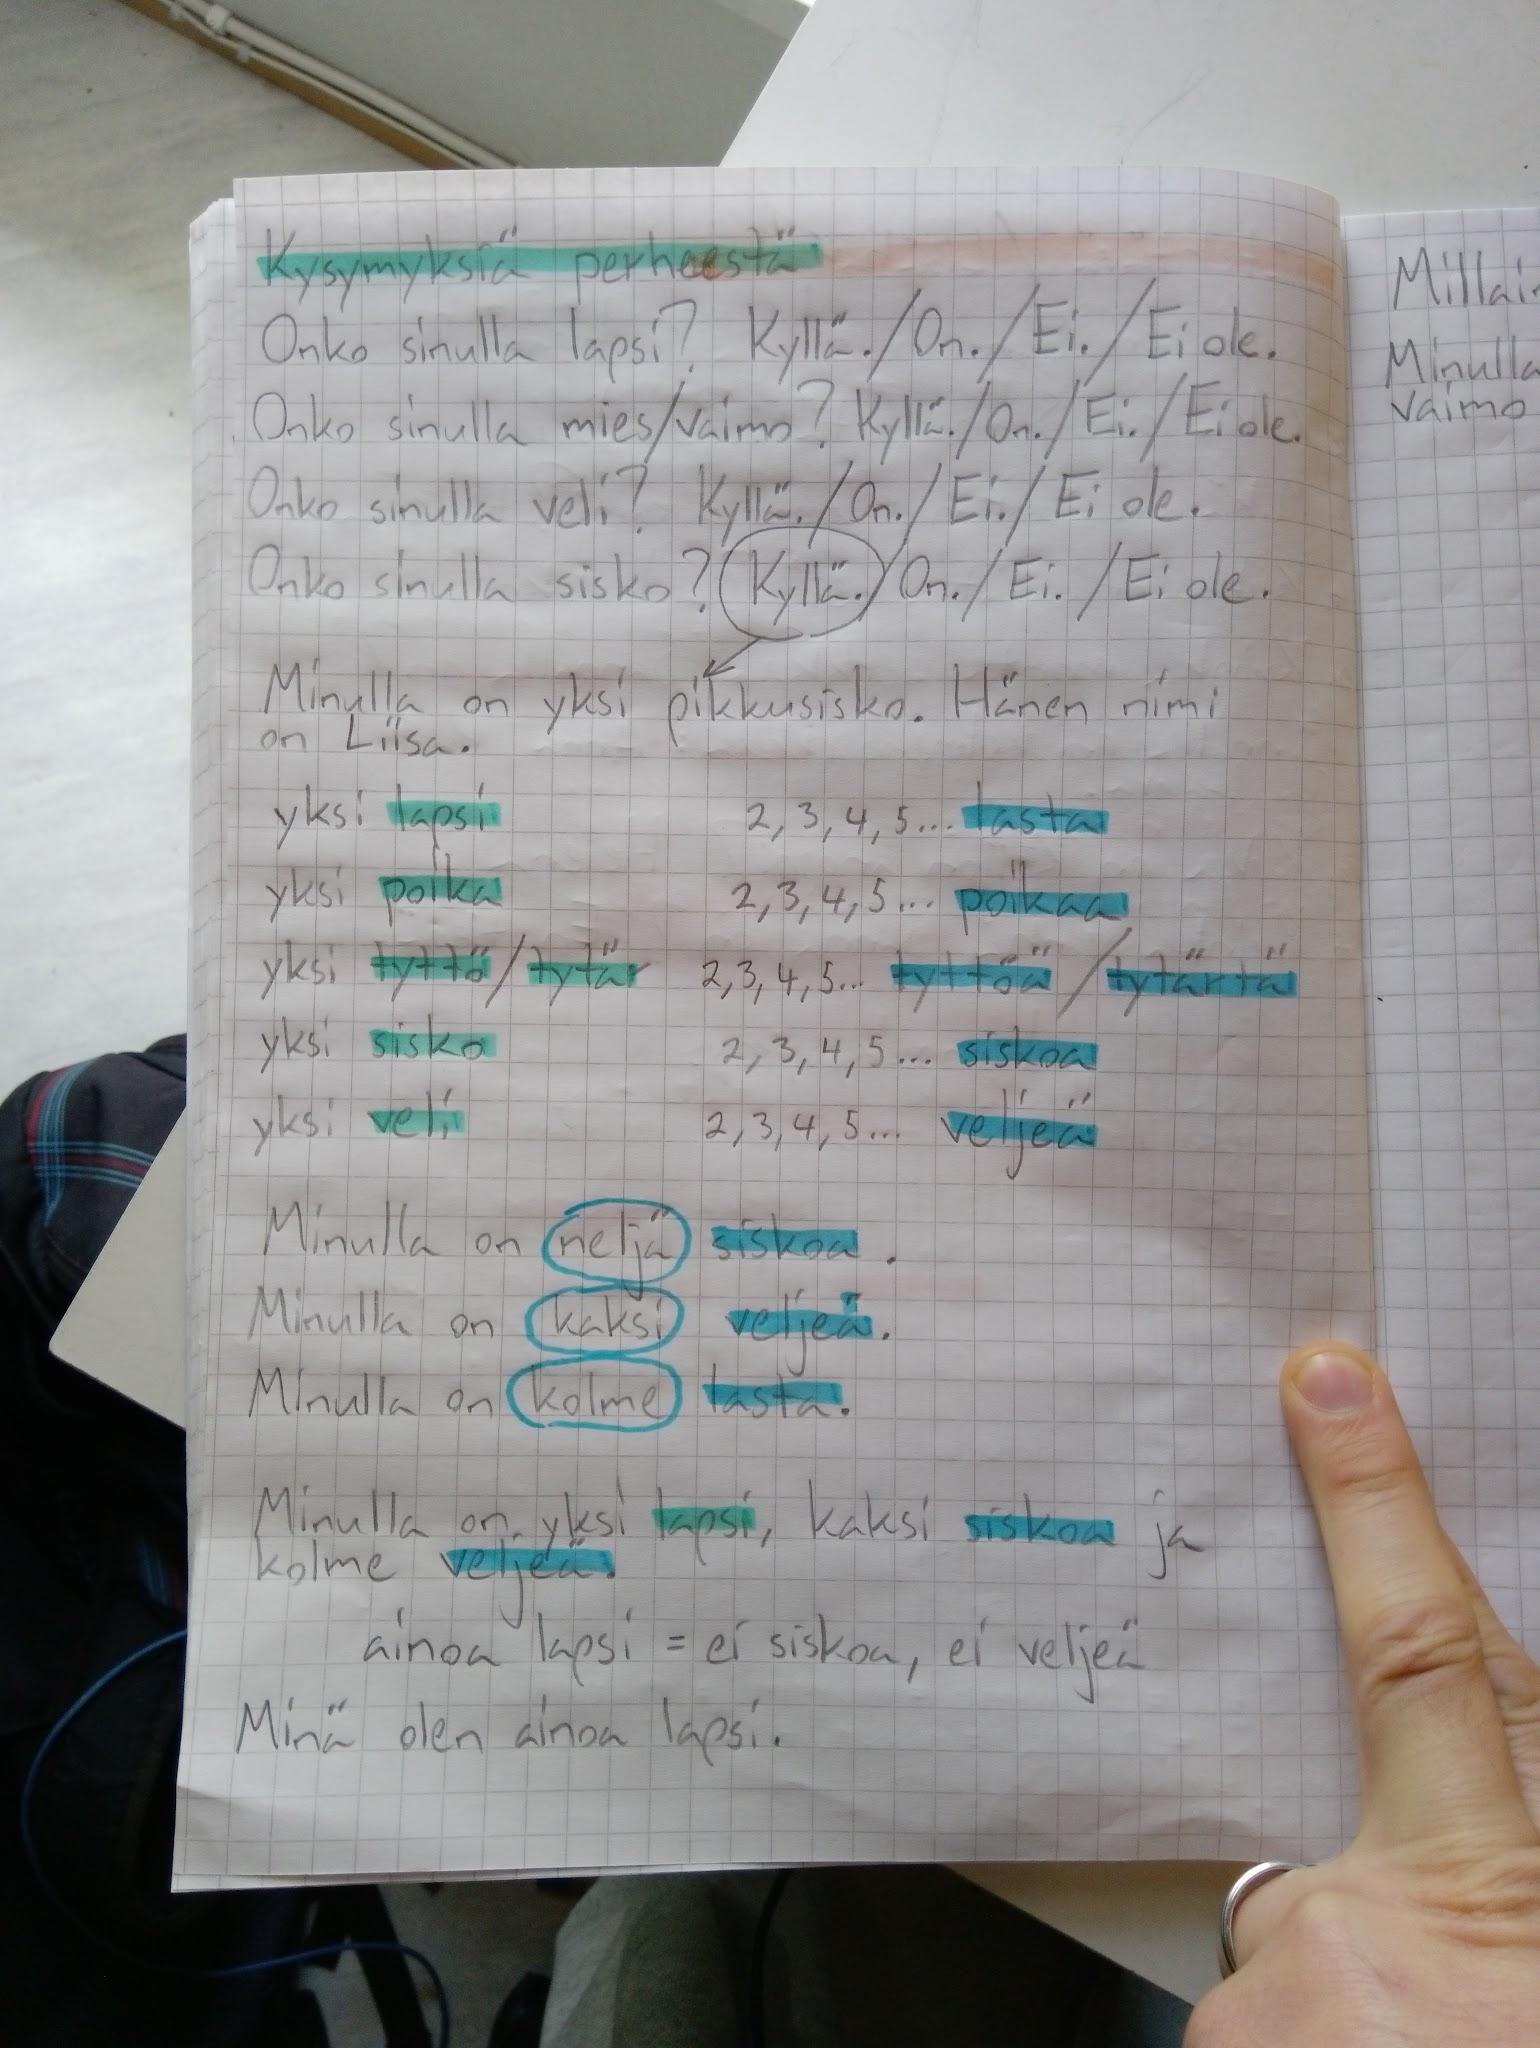 Kysymyksiä perheestä
Onko sinulla lapsi? Kyllä./On./Ei./Ei ole.
Onko sinulla mies/vaimo? Kyllä./On./Ei./Ei ole.
Onko sinulla veli? Kyllä./On./Ei./Ei ole.
Onko sinulla sisko? Kyllä./On./Ei./Ei ole.
Minulla on yksi pikkusisko. Hänen nimi
on Liisa.
yksi lapsi 2, 3, 4, 5... lasta
yksi poika 2, 3, 4, 5... poikaa
yksi tyttö/tytär 2, 3, 4, 5... tyttöä/tytärtä
yksi sisko 2, 3, 4, 5... siskoa
yksi veli 2, 3, 4, 5... veljeä
Minulla on neljä siskoa.
Minulla on kaksi veljeä.
Minulla on kolme lasta.
Minulla on yksi lapsi, kaksi siskoa ja
kolme veljeä.
ainoa lapsi = ei siskoa, ei veljeä
Minä olen ainoa lapsi.
Minulla
vaimo